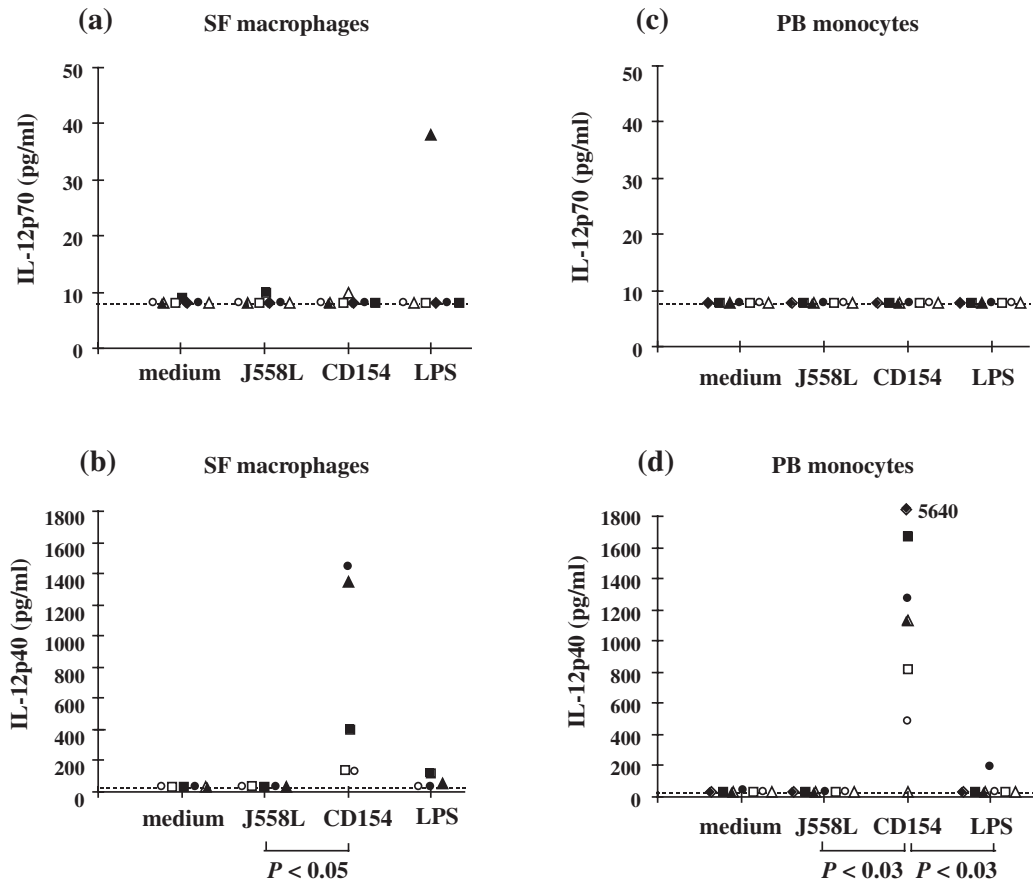 (a) SF macrophages
IL-12p70 (pg/ml)
50
40
30
20
10
0
medium J558L CD154 LPS
(c) PB monocytes
IL-12p70 (pg/ml)
50
40
30
20
10
0
medium J558L CD154 LPS
(b) SF macrophages
IL-12p40 (pg/ml)
1800
1600
1400
1200
1000
800
600
400
200
0
medium J558L CD154 LPS
P < 0.05
(d) PB monocytes
IL-12p40 (pg/ml)
1800
1600
1400
1200
1000
800
600
400
200
0
5640
medium J558L CD154 LPS
P < 0.03 P < 0.03